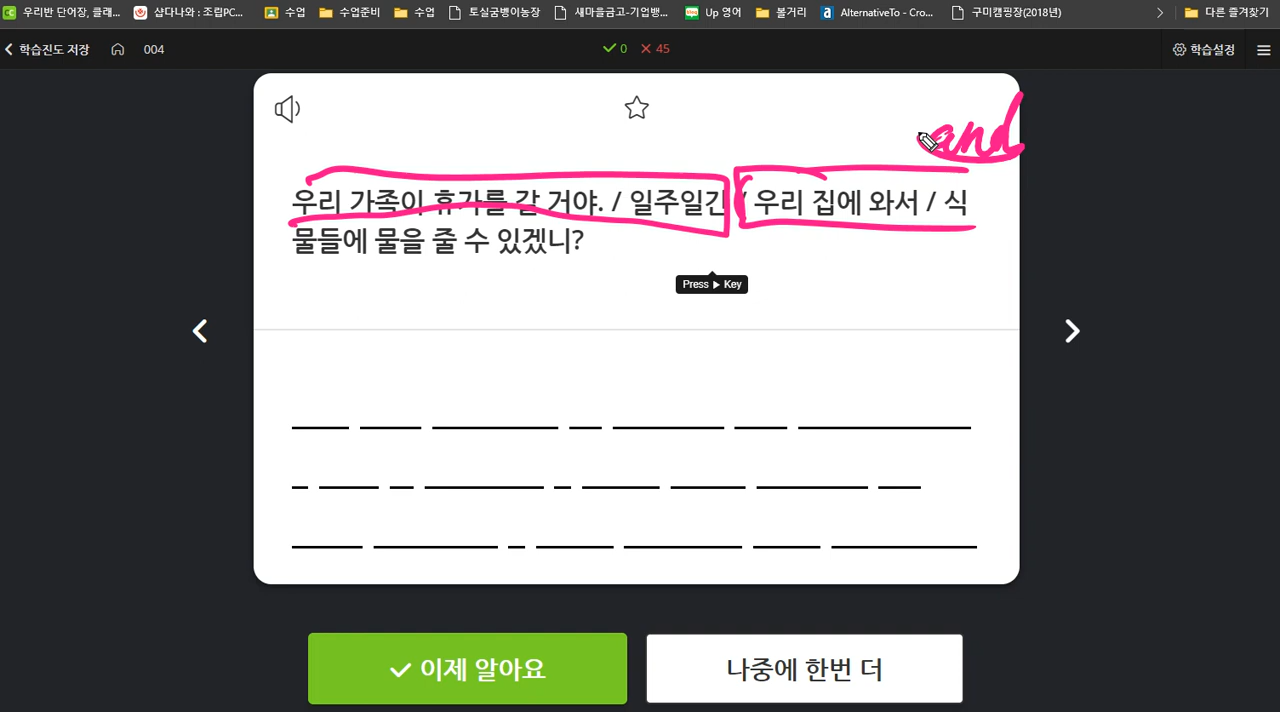 우리반 단어장, 클래... 샵다나와 : 조립PC... 수업 수업준비 수업 토실굼벵이농장 새마을금고-기업뱅... Up 영어 볼거리 AlternativeTo - Cro... 구미캠핑장(2018년) 다른 즐겨찾기
학습진도 저장 004 0 45 학습설정
and
우리 가족이 휴가를 갈 거야. / 일주일간 / 우리 집에 와서 / 식
물들에 물을 줄 수 있겠니?
Press ▶ Key
이제 알아요 나중에 한번 더